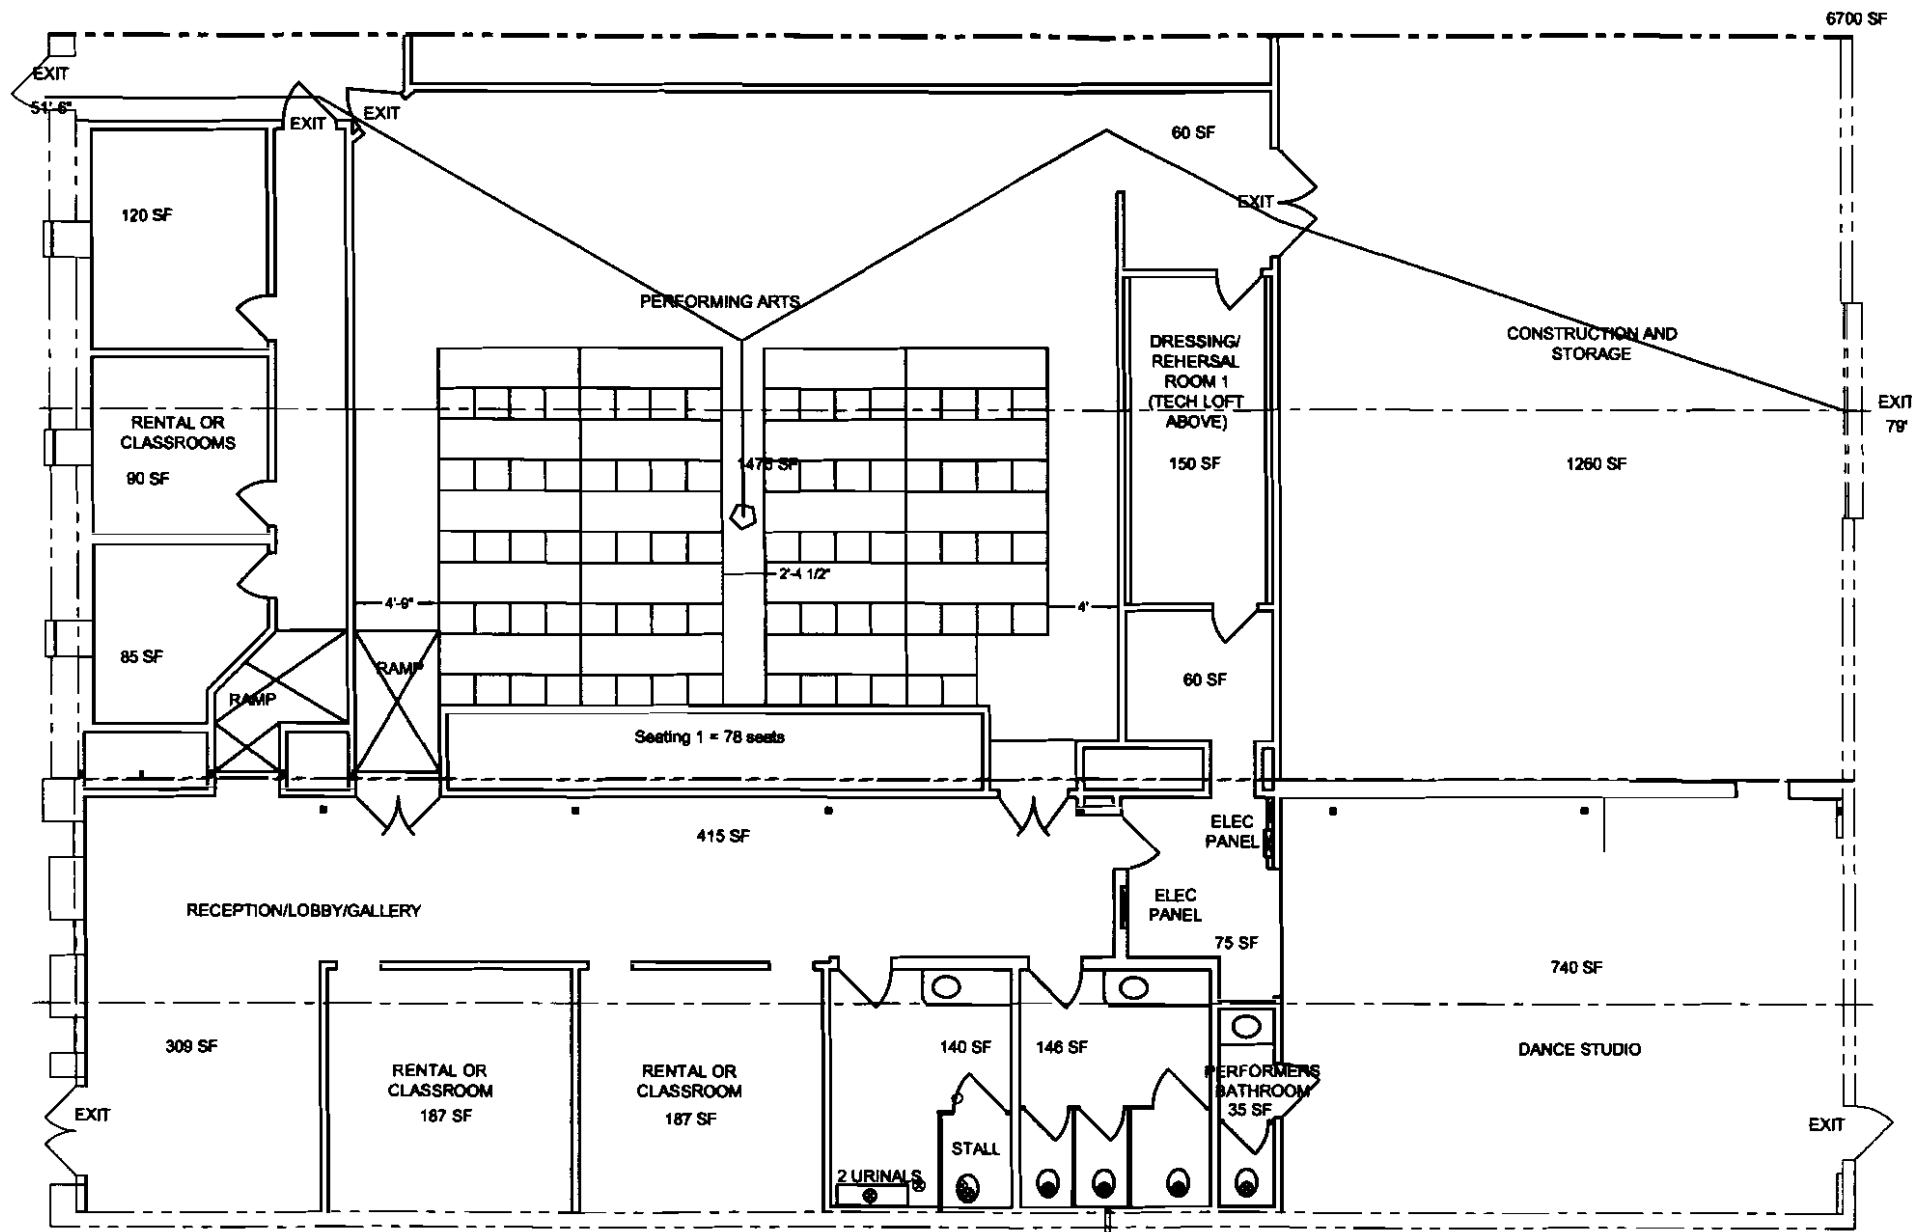 6700 SF
EXIT
51'-6"
EXIT
EXIT
60 SF
EXIT
120 SF
PERFORMING ARTS
DRESSING/
REHERSAL
ROOM 1
(TECH LOFT
ABOVE)
150 SF
CONSTRUCTION AND
STORAGE
1260 SF
EXIT
79'
RENTAL OR
CLASSROOMS
90 SF
1475 SF
2'-4 1/2"
4'-9"
4'
85 SF
RAMP
RAMP
60 SF
Seating 1 = 78 seats
415 SF
ELEC
PANEL
ELEC
PANEL
75 SF
RECEPTION/LOBBY/GALLERY
740 SF
DANCE STUDIO
309 SF
RENTAL OR
CLASSROOM
187 SF
RENTAL OR
CLASSROOM
187 SF
140 SF
146 SF
PERFORMERS
BATHROOM
35 SF
EXIT
EXIT
STALL
2 URINALS